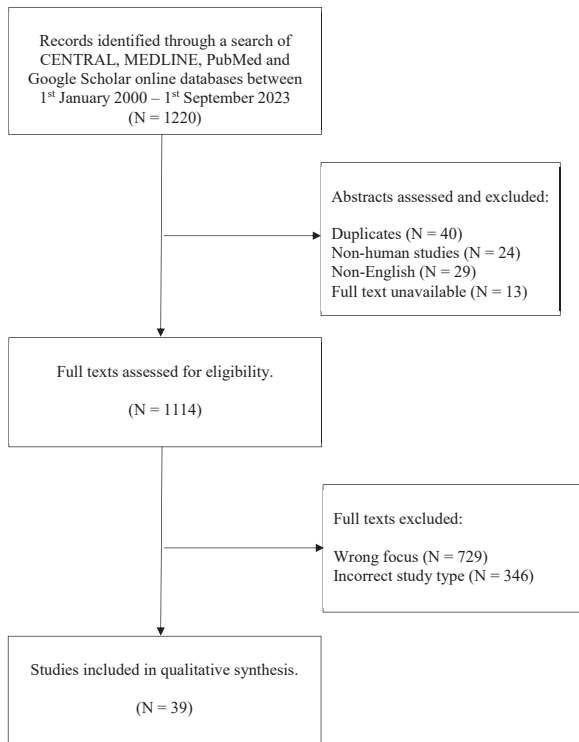 Records identified through a search of
CENTRAL, MEDLINE, PubMed and
Google Scholar online databases between
1st January 2000 – 1st September 2023
(N = 1220)
Abstracts assessed and excluded:
Duplicates (N = 40)
Non-human studies (N = 24)
Non-English (N = 29)
Full text unavailable (N = 13)
Full texts assessed for eligibility.
(N = 1114)
Full texts excluded:
Wrong focus (N = 729)
Incorrect study type (N = 346)
Studies included in qualitative synthesis.
(N = 39)